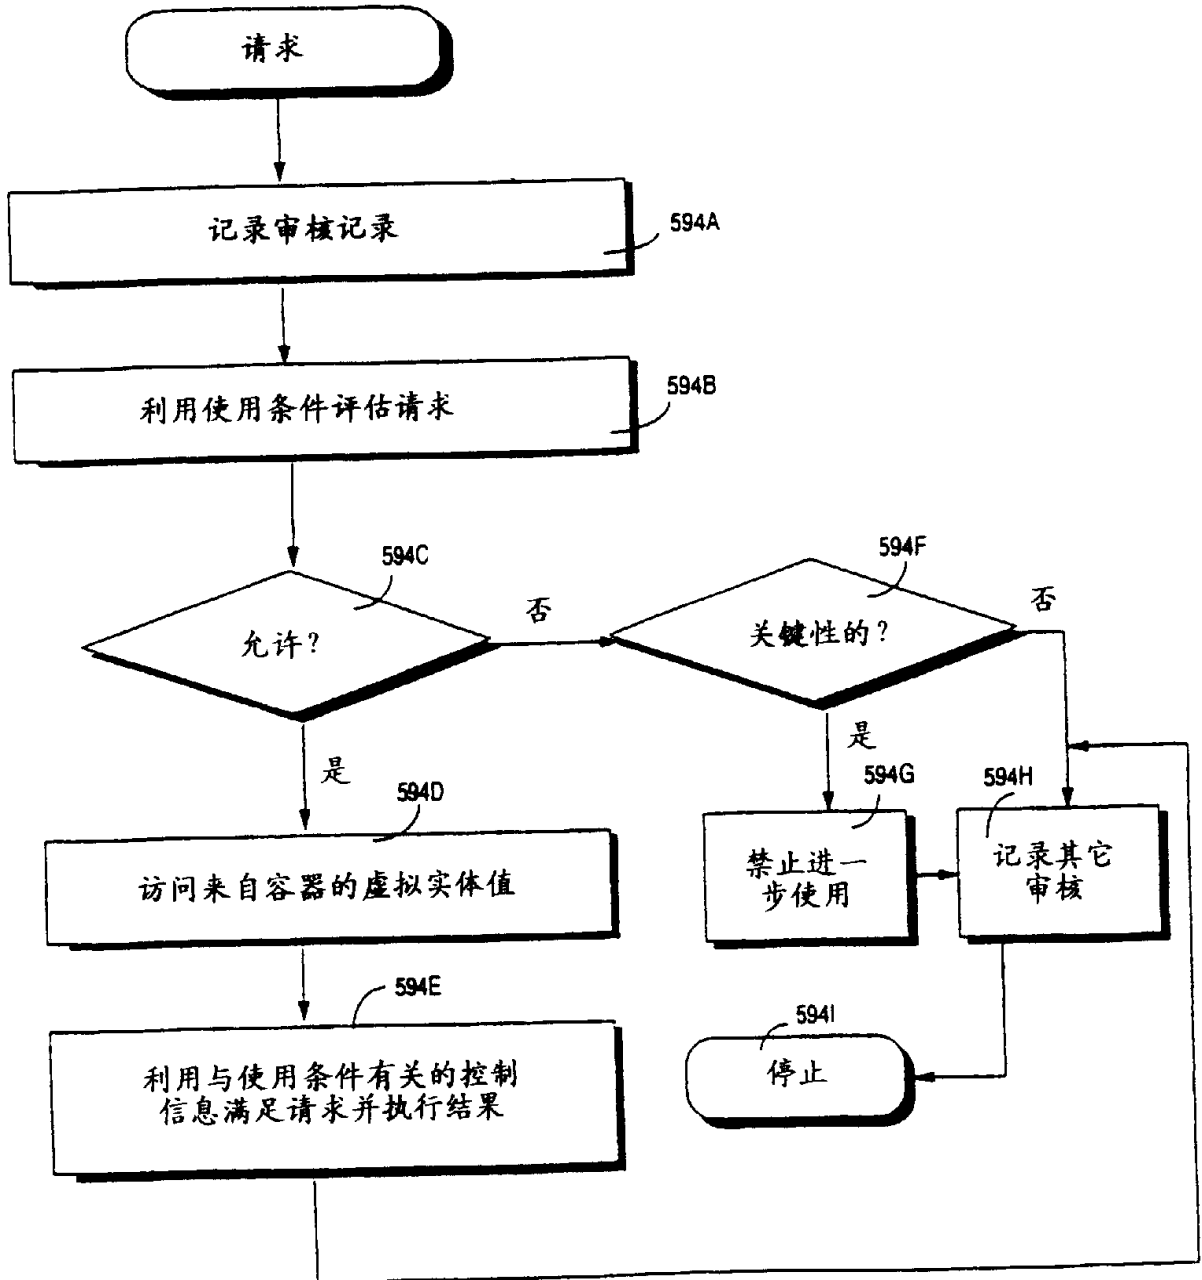 请求
记录审核记录
594A
利用使用条件评估请求
594B
594C
允许?
否
594F
关键性的?
否
是
是
594D
访问来自容器的虚拟实体值
594G
禁止进一
步使用
594H
记录其它
审核
594E
利用与使用条件有关的控制
信息满足请求并执行结果
594I
停止